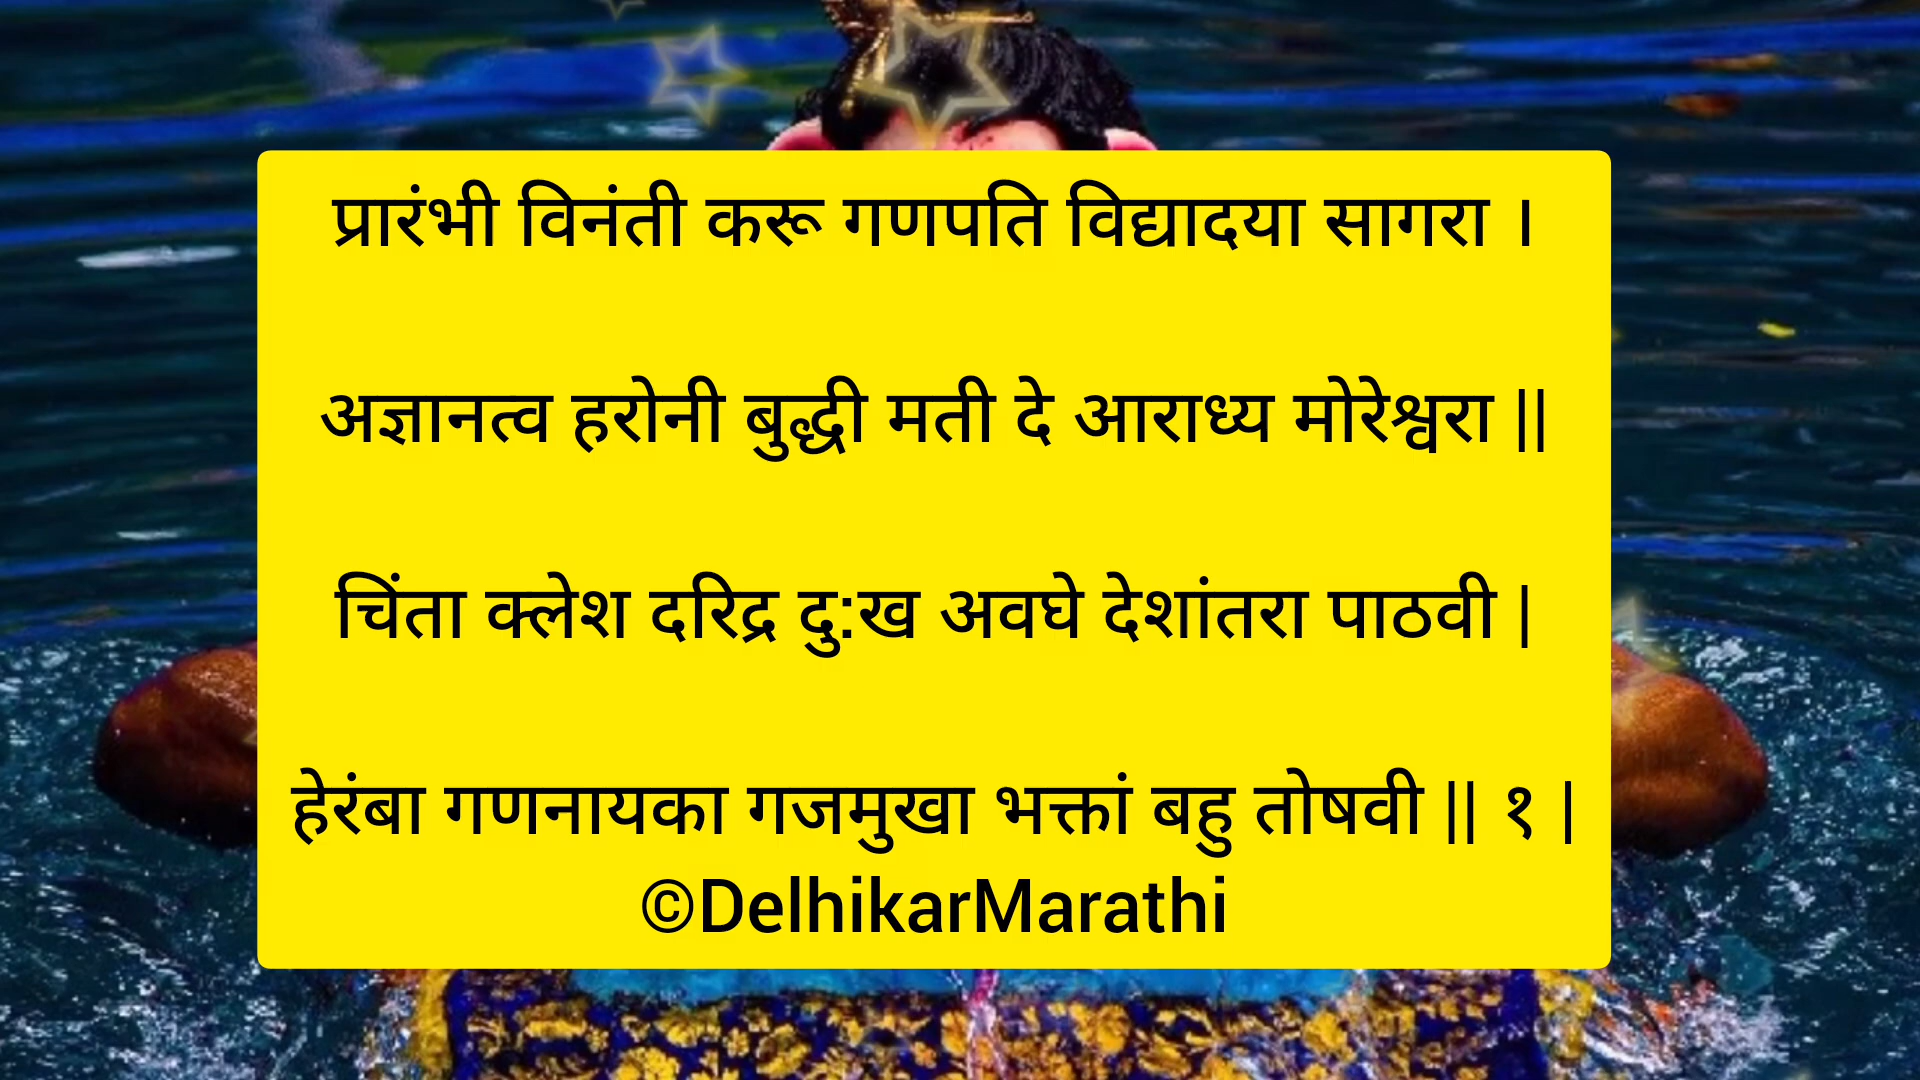 प्रारंभी विनंती करू गणपति विद्यादया सागरा ।
अज्ञानत्व हरोनी बुद्धी मती दे आराध्य मोरेश्वरा ||
चिंता क्लेश दरिद्र दु:ख अवघे देशांतरा पाठवी |
हेरंबा गणनायका गजमुखा भक्तां बहु तोषवी || १ |
©DelhikarMarathi